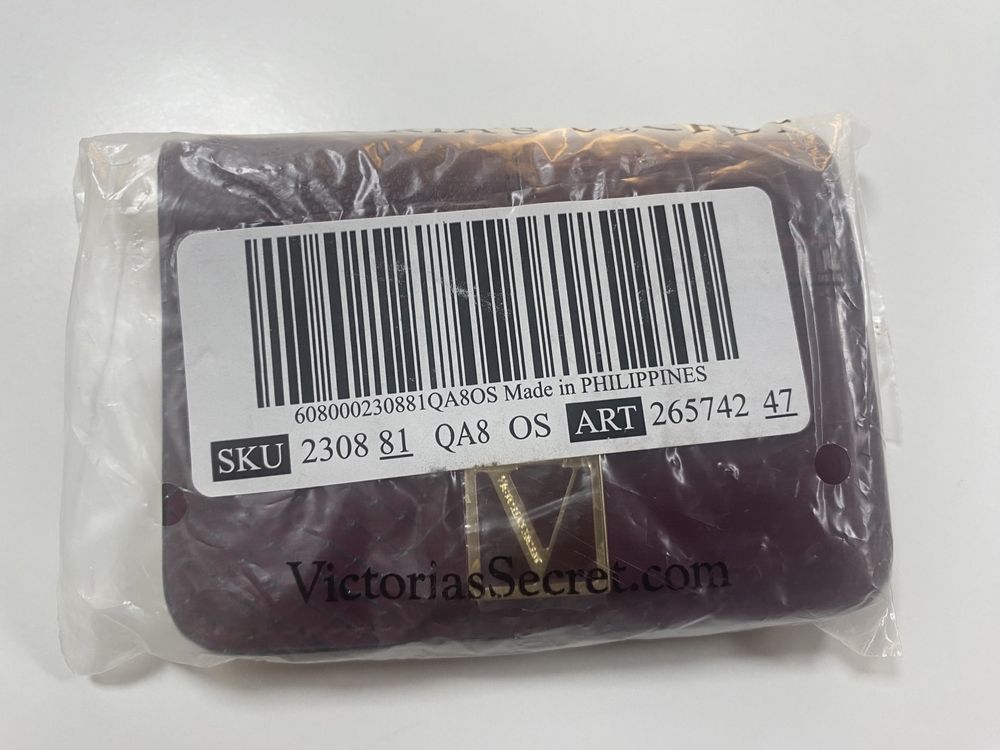 608000230881QA8OS Made in PHILIPPINES
SKU 2308 81 QA8 OS ART 265742 47
V
VictoriasSecret.com